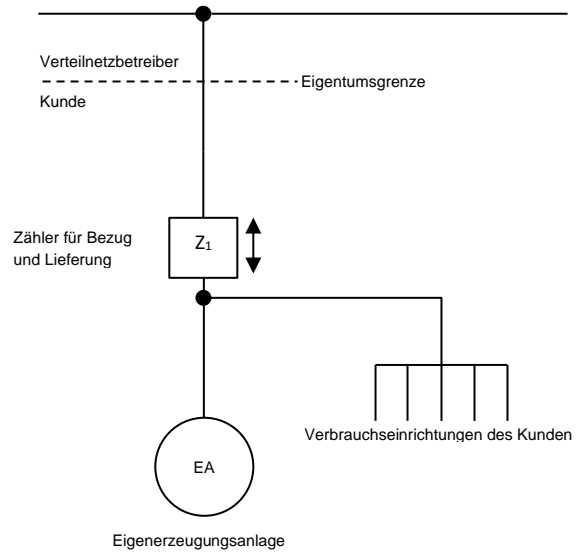 Verteilnetzbetreiber
Eigentumsgrenze
Kunde
Zähler für Bezug
und Lieferung
Z1
Verbrauchseinrichtungen des Kunden
EA
Eigenerzeugungsanlage